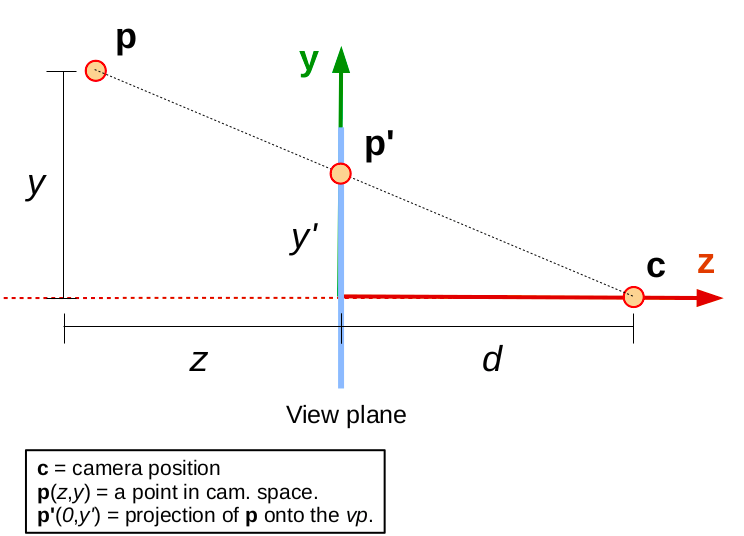 p
y
p'
y
y'
c
z
z
d
View plane
c = camera position
p(z,y) = a point in cam. space.
p'(0,y') = projection of p onto the vp.